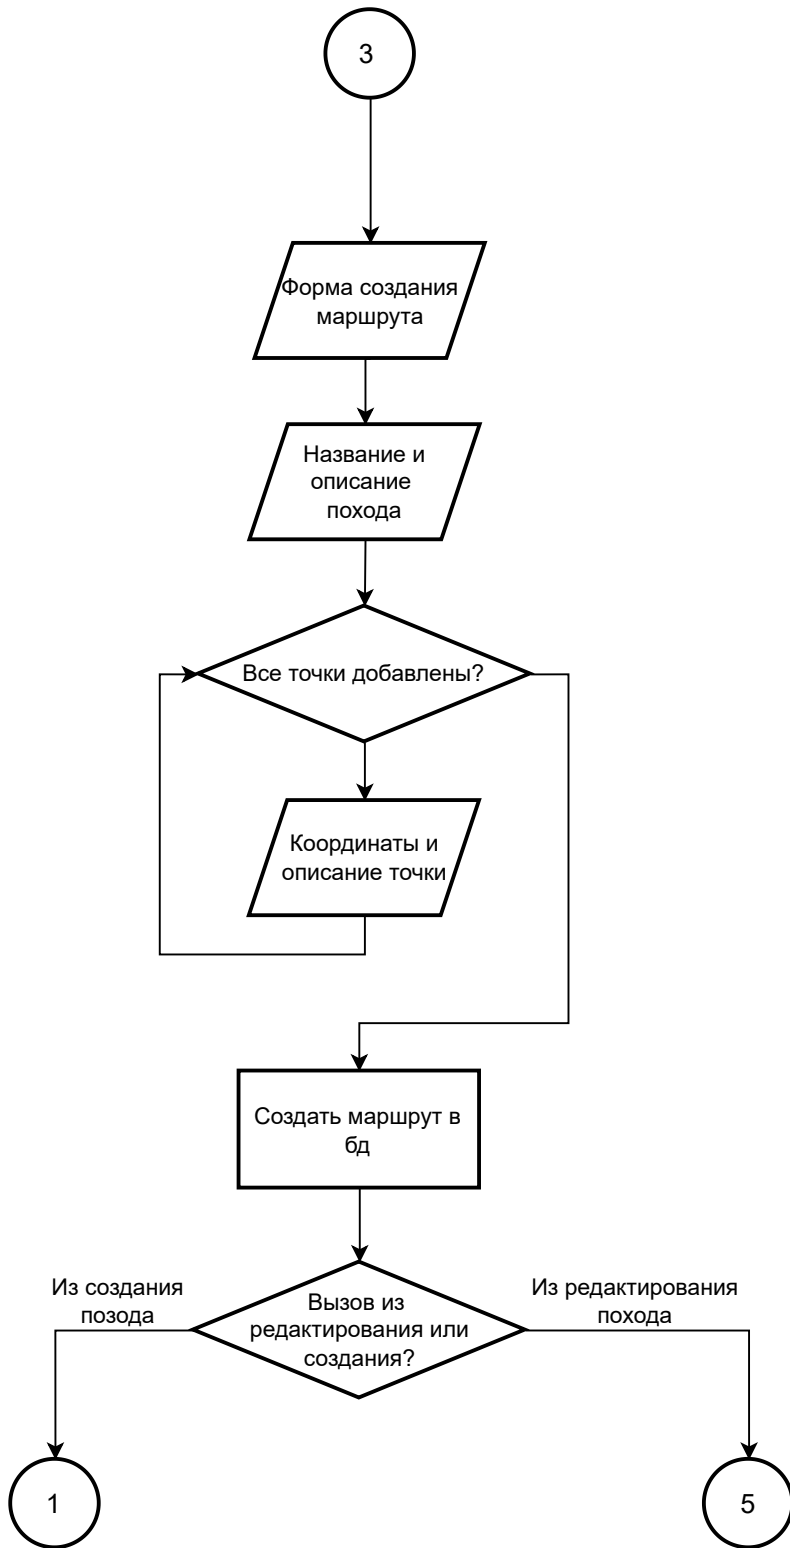 3
Форма создания
маршрута
Название и
описание
похода
Все точки добавлены?
Координаты и
описание точки
Создать маршрут в
бд
Из создания
позода
Вызов из
редактирования или
создания?
Из редактирования
похода
1
5